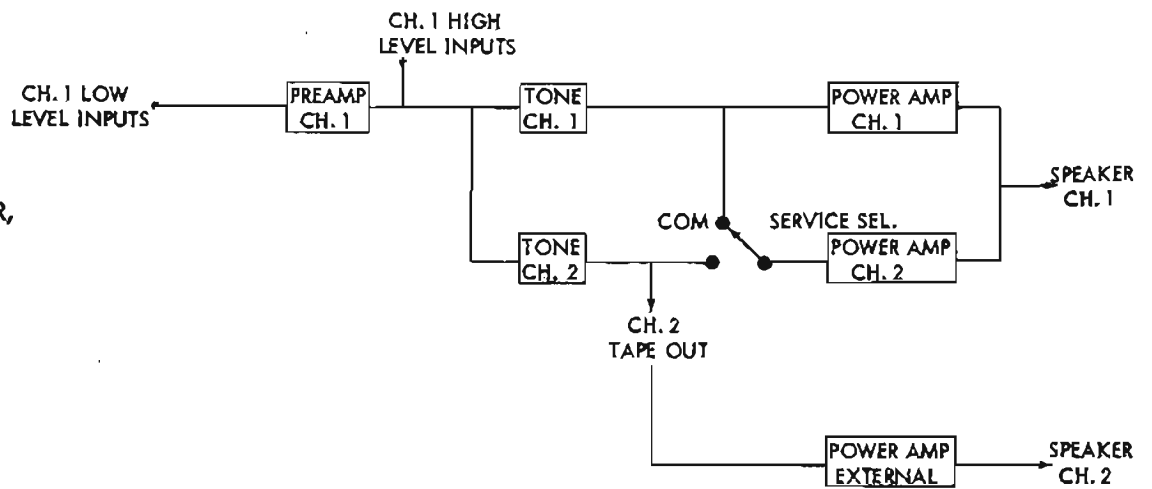 CH. 1 HIGH
LEVEL INPUTS
CH. 1 LOW
LEVEL INPUTS
PREAMP
CH. 1
TONE
CH. 1
POWER AMP
CH. 1
SPEAKER
CH. 1
R,
COM
SERVICE SEL.
TONE
CH. 2
POWER AMP
CH. 2
CH. 2
TAPE OUT
POWER AMP
EXTERNAL
SPEAKER
CH. 2